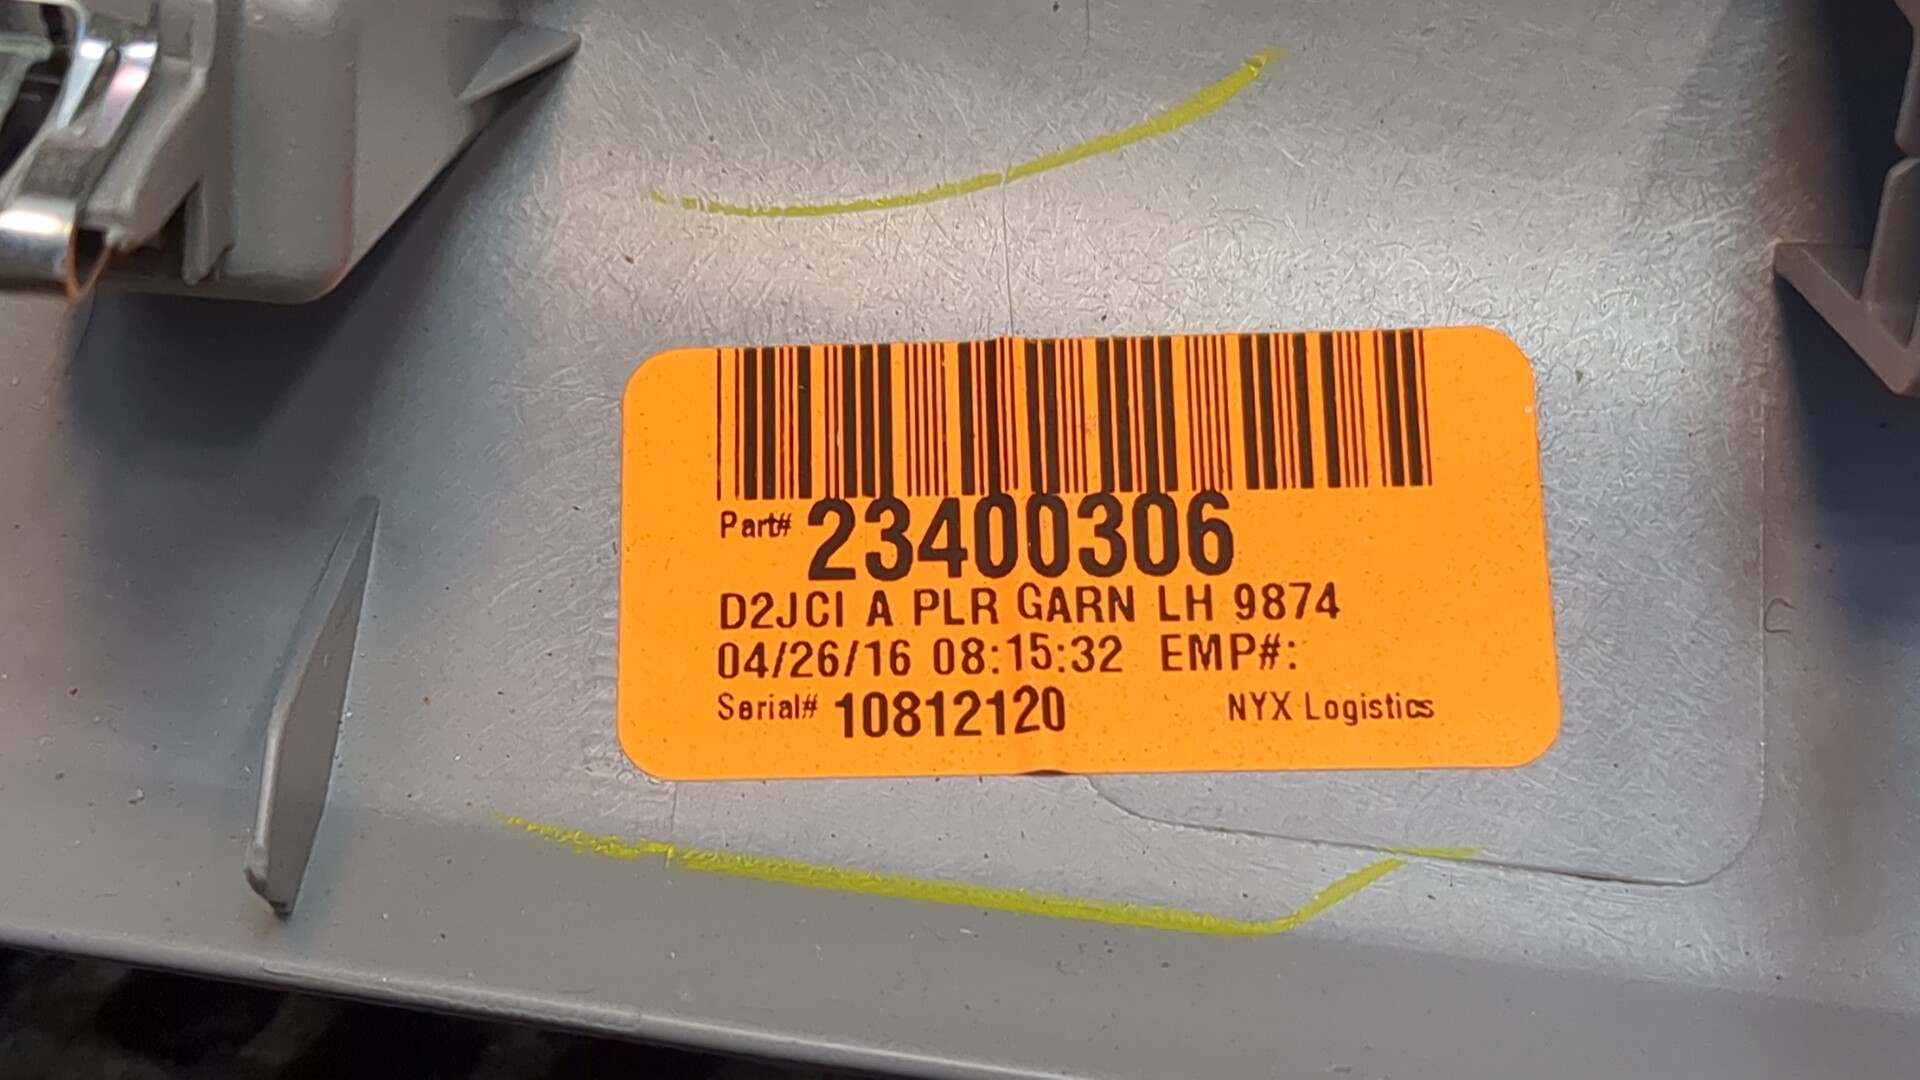 Part# 23400306
D2JCI A PLR GARN LH 9874
04/26/16 08:15:32 EMP#:
Serial# 10812120 NYX Logistics